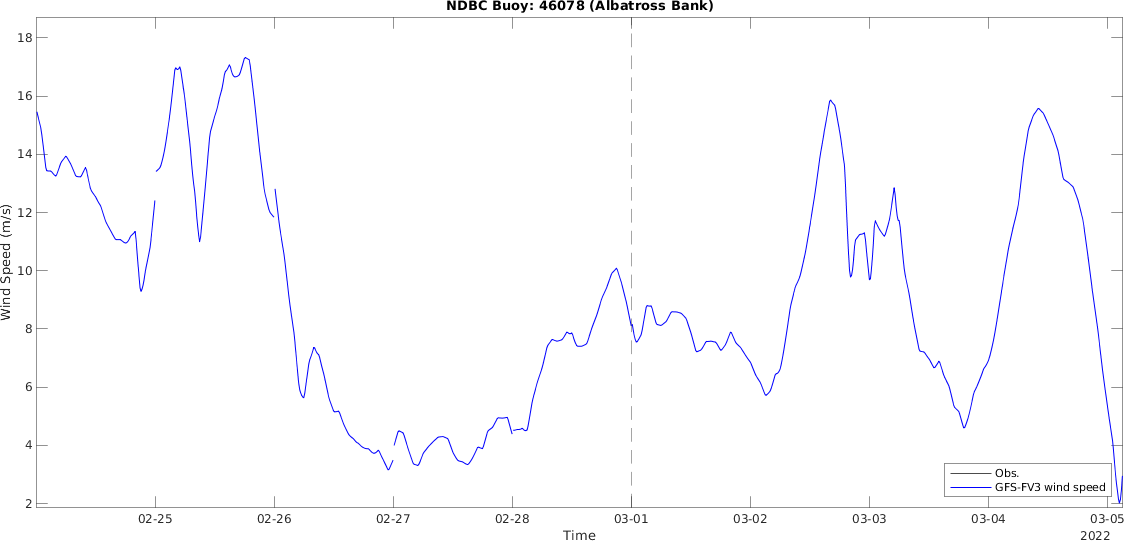 NDBC Buoy: 46078 (Albatross Bank)
18
16
14
12
10
8
6
4
2
Wind Speed (m/s)
Obs.
GFS-FV3 wind speed
02-25 02-26 02-27 02-28 03-01 03-02 03-03 03-04 03-05
Time 2022